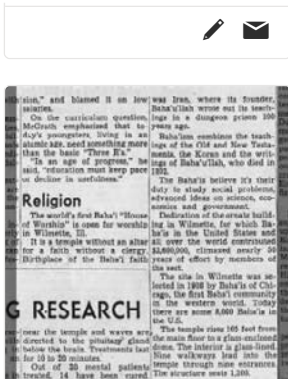 sion," and blamed it on low
salaries.
On the curriculum question,
McGrath emphasized that to-
day's youngsters, living in an
atomic age, need something more
than the basic "Three R's."
"In an age of progress," he
said, "education must keep pace
or decline in usefulness."
Religion
The world's first Baha'i "House
of Worship" is open for worship
in Wilmette, Ill.
It is a temple without an altar
for a faith without a clergy.
Birthplace of the Baha'i faith
was Iran, where its founder,
Baha'u'llah wrote out its teach-
ings in a dungeon prison 100
years ago.
Baha'ism combines the teach-
ings of the Old and New Testa-
ments, the Koran and the writ-
ings of Baha'u'llah, who died in
1892.
The Baha'is believe it's their
duty to study social problems,
advanced ideas on science, eco-
nomics and government.
Dedication of the ornate build-
ing in Wilmette, for which Ba-
ha'is in the United States and
all over the world contributed
climaxed nearly 50
years of effort by members of
the sect.
The site in Wilmette was se-
lected in 1908 by Baha'is of Chi-
cago, the first Baha'i community
in the western world. Today
there are some 8,000 Baha'is in
the U.S.
The temple rises 165 feet from
the main floor to a glass-enclosed
dome. The interior is glass-lined.
Nine walkways lead into the
temple through nine entrances.
The structure seats 1,200.
G RESEARCH
near the temple and waves are
directed to the pituitary gland
below the brain. Treatments last
for 10 to 20 minutes.
Out of 20 mental patients
treated, 14 have been cured